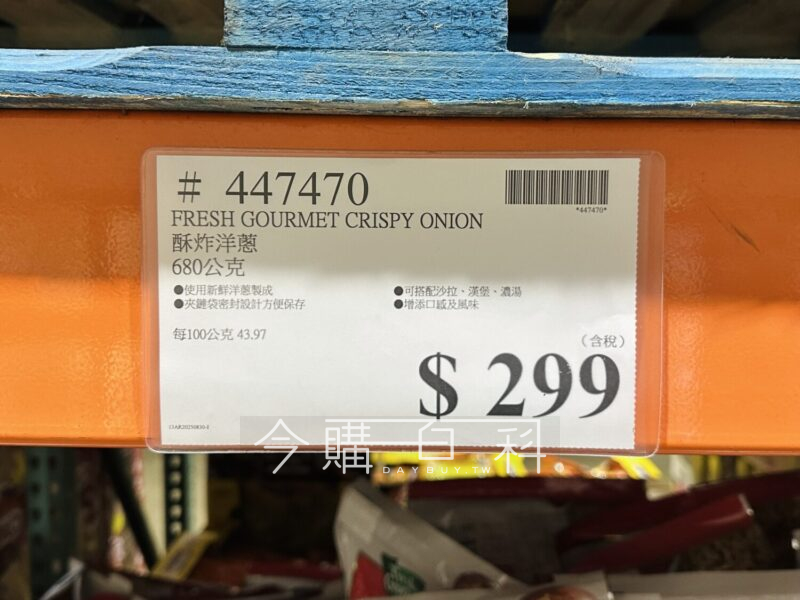 # 447470
*447470*
FRESH GOURMET CRISPY ONION
酥炸洋蔥
680公克
●使用新鮮洋蔥製成
●夾鏈袋密封設計方便保存
●可搭配沙拉、漢堡、濃湯
●增添口感及風味
每100公克 43.97
(含稅)
$ 299
13AR20250830-I
今購百科
DAYBUY.TW